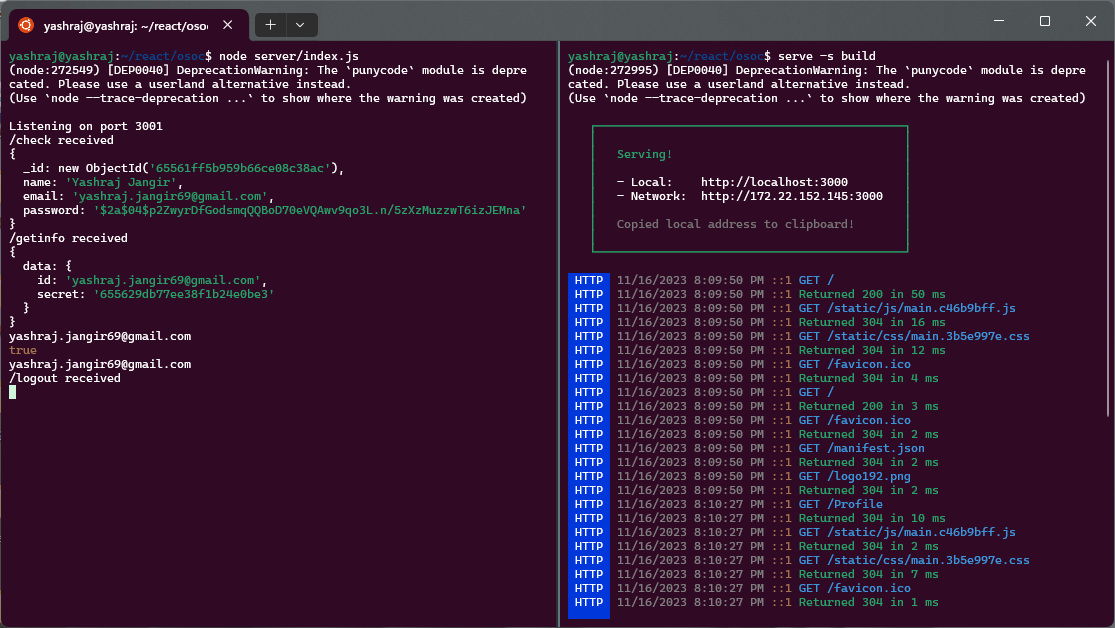 yashraj@yashraj: ~/react/osoc
yashraj@yashraj:~/react/osoc$ node server/index.js
(node:272549) [DEP0040] DeprecationWarning: The `punycode` module is depre
cated. Please use a userland alternative instead.
(Use `node --trace-deprecation ...` to show where the warning was created)
Listening on port 3001
/check received
{
  _id: new ObjectId('65561ff5b959b66ce08c38ac'),
  name: 'Yashraj Jangir',
  email: 'yashraj.jangir69@gmail.com',
  password: '$2a$04$p2ZwyrDfGodsmqQQBoD70eVQAwv9qo3L.n/5zXzMuzzwT6izJEMna'
}
/getinfo received
{
  data: {
    id: 'yashraj.jangir69@gmail.com',
    secret: '655629db77ee38f1b24e0be3'
  }
}
yashraj.jangir69@gmail.com
true
yashraj.jangir69@gmail.com
/logout received
yashraj@yashraj:~/react/osoc$ serve -s build
(node:272995) [DEP0040] DeprecationWarning: The `punycode` module is depre
cated. Please use a userland alternative instead.
(Use `node --trace-deprecation ...` to show where the warning was created)
Serving!
- Local:    http://localhost:3000
- Network:  http://172.22.152.145:3000
Copied local address to clipboard!
HTTP 11/16/2023 8:09:50 PM ::1 GET /
HTTP 11/16/2023 8:09:50 PM ::1 Returned 200 in 50 ms
HTTP 11/16/2023 8:09:50 PM ::1 GET /static/js/main.c46b9bff.js
HTTP 11/16/2023 8:09:50 PM ::1 Returned 304 in 16 ms
HTTP 11/16/2023 8:09:50 PM ::1 GET /static/css/main.3b5e997e.css
HTTP 11/16/2023 8:09:50 PM ::1 Returned 304 in 12 ms
HTTP 11/16/2023 8:09:50 PM ::1 GET /favicon.ico
HTTP 11/16/2023 8:09:50 PM ::1 Returned 304 in 4 ms
HTTP 11/16/2023 8:09:50 PM ::1 GET /
HTTP 11/16/2023 8:09:50 PM ::1 Returned 200 in 3 ms
HTTP 11/16/2023 8:09:50 PM ::1 GET /favicon.ico
HTTP 11/16/2023 8:09:50 PM ::1 Returned 304 in 2 ms
HTTP 11/16/2023 8:09:50 PM ::1 GET /manifest.json
HTTP 11/16/2023 8:09:50 PM ::1 Returned 304 in 2 ms
HTTP 11/16/2023 8:09:50 PM ::1 GET /logo192.png
HTTP 11/16/2023 8:09:50 PM ::1 Returned 304 in 2 ms
HTTP 11/16/2023 8:10:27 PM ::1 GET /Profile
HTTP 11/16/2023 8:10:27 PM ::1 Returned 304 in 10 ms
HTTP 11/16/2023 8:10:27 PM ::1 GET /static/js/main.c46b9bff.js
HTTP 11/16/2023 8:10:27 PM ::1 Returned 304 in 2 ms
HTTP 11/16/2023 8:10:27 PM ::1 GET /static/css/main.3b5e997e.css
HTTP 11/16/2023 8:10:27 PM ::1 Returned 304 in 7 ms
HTTP 11/16/2023 8:10:27 PM ::1 GET /favicon.ico
HTTP 11/16/2023 8:10:27 PM ::1 Returned 304 in 1 ms